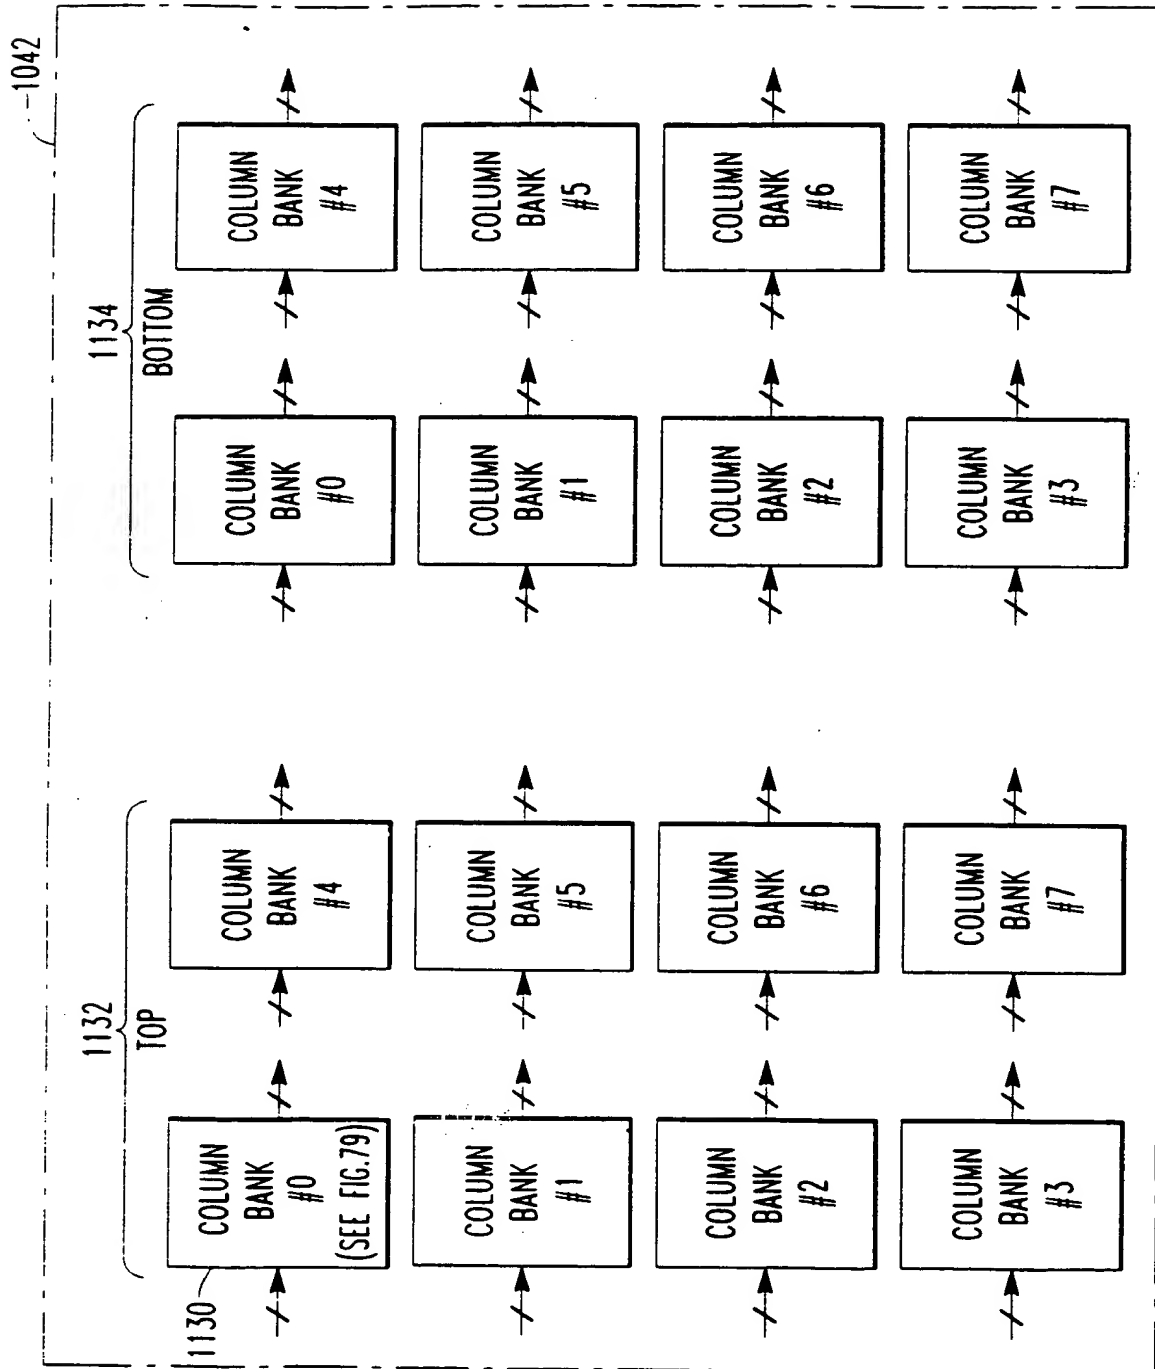 1042
1132
TOP
1134
BOTTOM
1130
COLUMN
BANK
#0
(SEE FIG.79)
COLUMN
BANK
#4
COLUMN
BANK
#0
COLUMN
BANK
#4
COLUMN
BANK
#1
COLUMN
BANK
#5
COLUMN
BANK
#1
COLUMN
BANK
#5
COLUMN
BANK
#2
COLUMN
BANK
#6
COLUMN
BANK
#2
COLUMN
BANK
#6
COLUMN
BANK
#3
COLUMN
BANK
#7
COLUMN
BANK
#3
COLUMN
BANK
#7